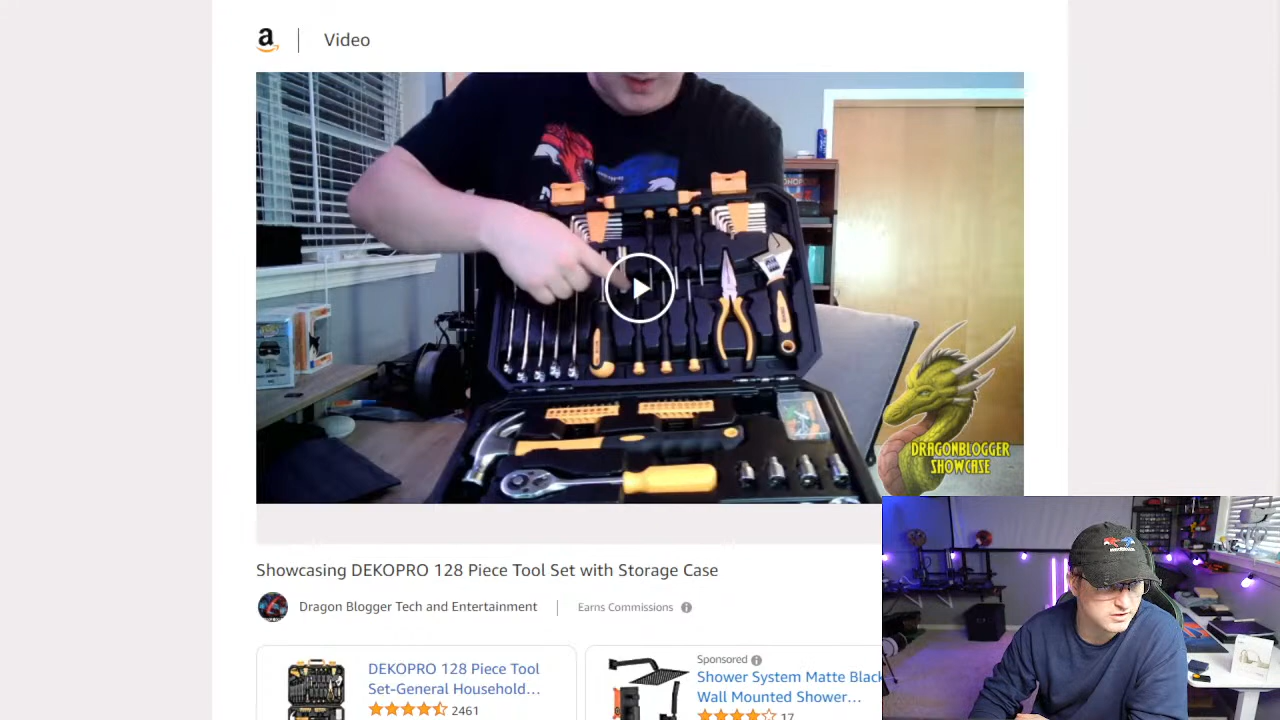 a
Video
MONOPOLY
DRAGONBLOGGER
SHOWCASE
Showcasing DEKOPRO 128 Piece Tool Set with Storage Case
Dragon Blogger Tech and Entertainment
Earns Commissions
DEKOPRO 128 Piece Tool
Set-General Household…
2461
Sponsored
Shower System Matte Black
Wall Mounted Shower…
17